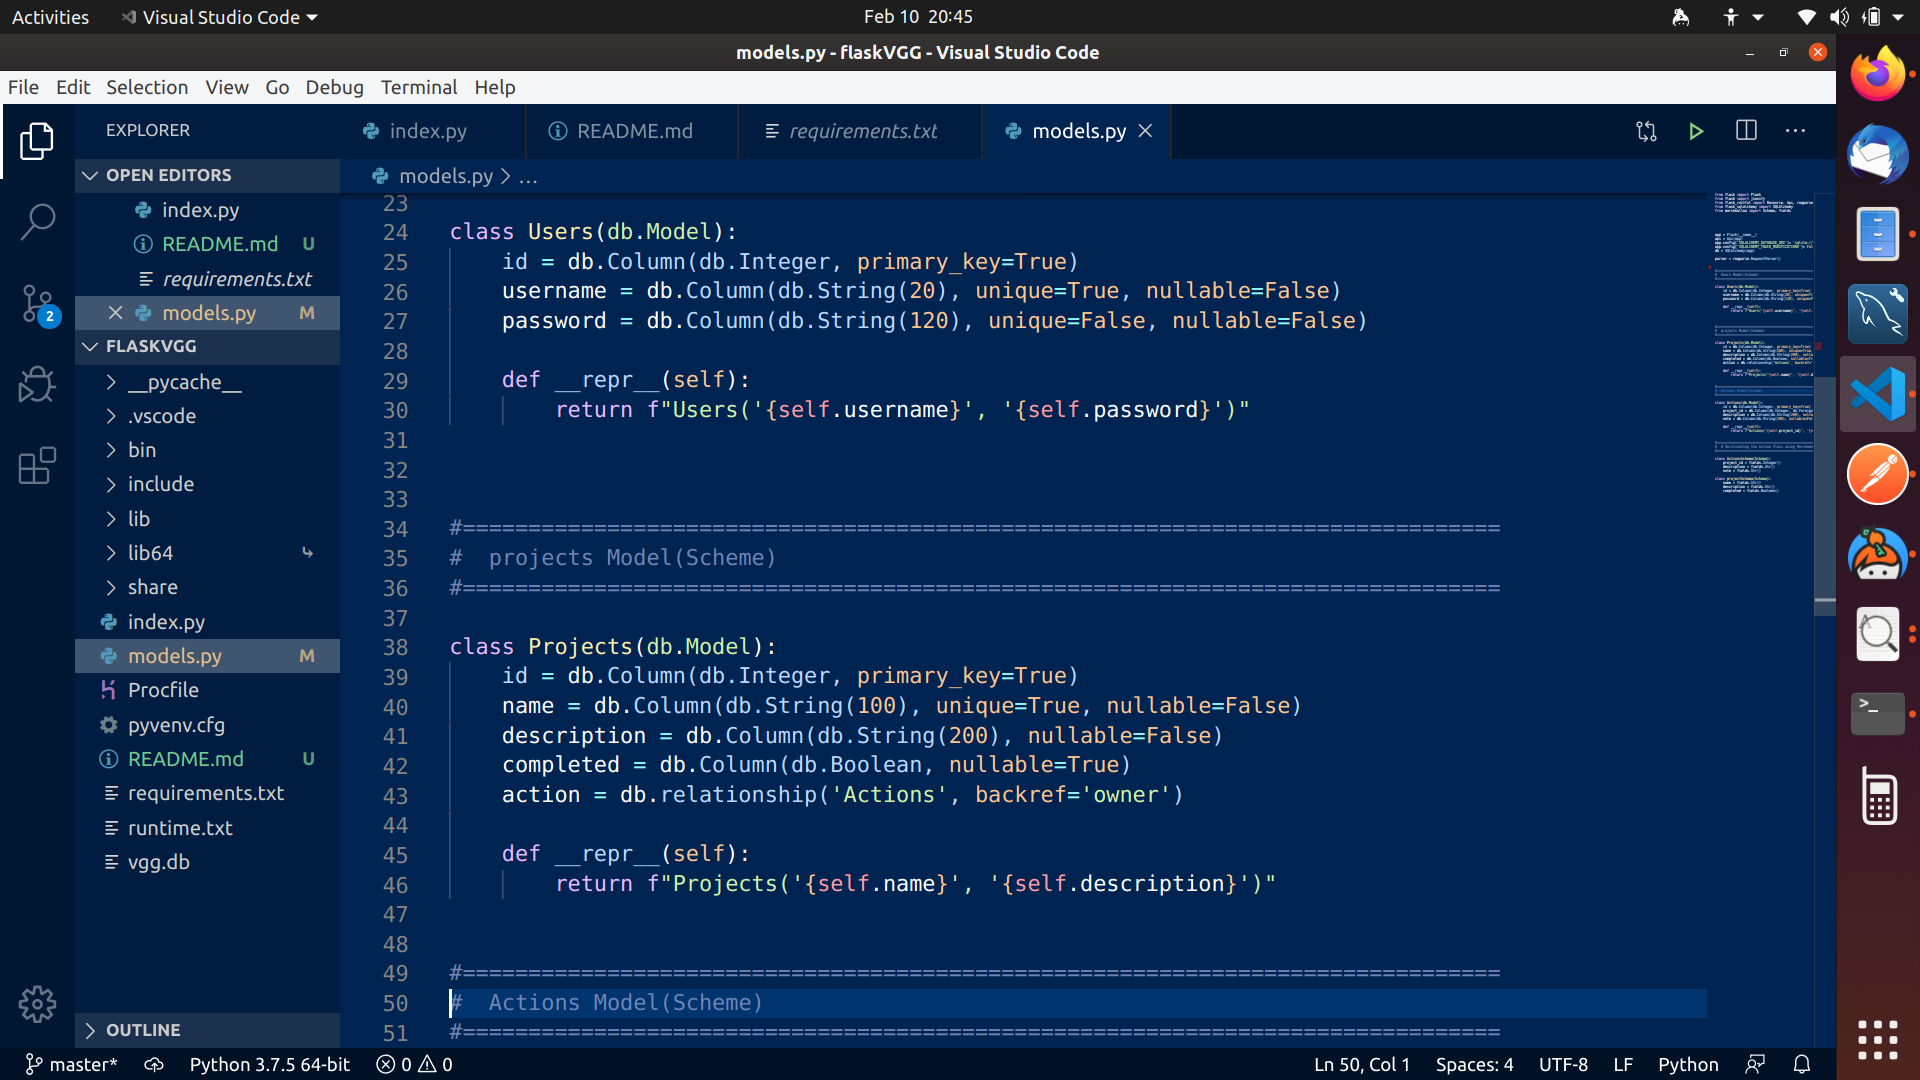 Activities
Visual Studio Code
Feb 10 20:45
models.py - flaskVGG - Visual Studio Code
File Edit Selection View Go Debug Terminal Help
EXPLORER
OPEN EDITORS
index.py
README.md U
requirements.txt
models.py M
FLASKVGG
__pycache__
.vscode
bin
include
lib
lib64
share
index.py
models.py M
Procfile
pyvenv.cfg
README.md U
requirements.txt
runtime.txt
vgg.db
OUTLINE
2
index.py README.md requirements.txt models.py
models.py > ...
23
24 class Users(db.Model):
25 id = db.Column(db.Integer, primary_key=True)
26 username = db.Column(db.String(20), unique=True, nullable=False)
27 password = db.Column(db.String(120), unique=False, nullable=False)
28
29 def __repr__(self):
30 return f"Users('{self.username}', '{self.password}')"
31
32
33
34 #===============================================================================
35 #  projects Model(Scheme)
36 #===============================================================================
37
38 class Projects(db.Model):
39 id = db.Column(db.Integer, primary_key=True)
40 name = db.Column(db.String(100), unique=True, nullable=False)
41 description = db.Column(db.String(200), nullable=False)
42 completed = db.Column(db.Boolean, nullable=True)
43 action = db.relationship('Actions', backref='owner')
44
45 def __repr__(self):
46 return f"Projects('{self.name}', '{self.description}')"
47
48
49 #===============================================================================
50 #  Actions Model(Scheme)
51 #===============================================================================
master* Python 3.7.5 64-bit 0 0 Ln 50, Col 1 Spaces: 4 UTF-8 LF Python